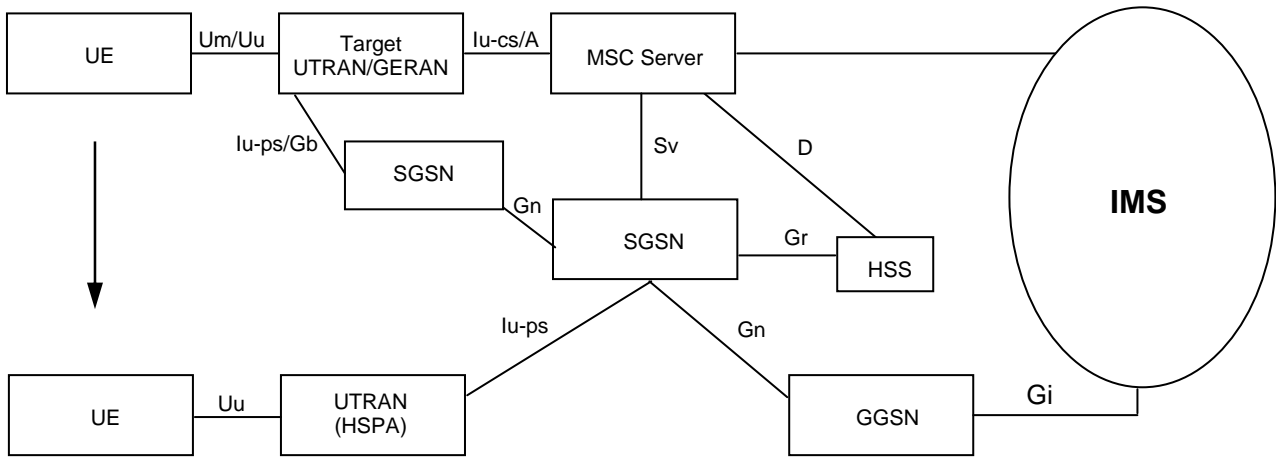 UE
Um/Uu
Target
UTRAN/GERAN
Iu-cs/A
MSC Server
Iu-ps/Gb
SGSN
Gn
Sv
D
IMS
SGSN
Gr
HSS
Iu-ps
Gn
UE
Uu
UTRAN
(HSPA)
GGSN
Gi